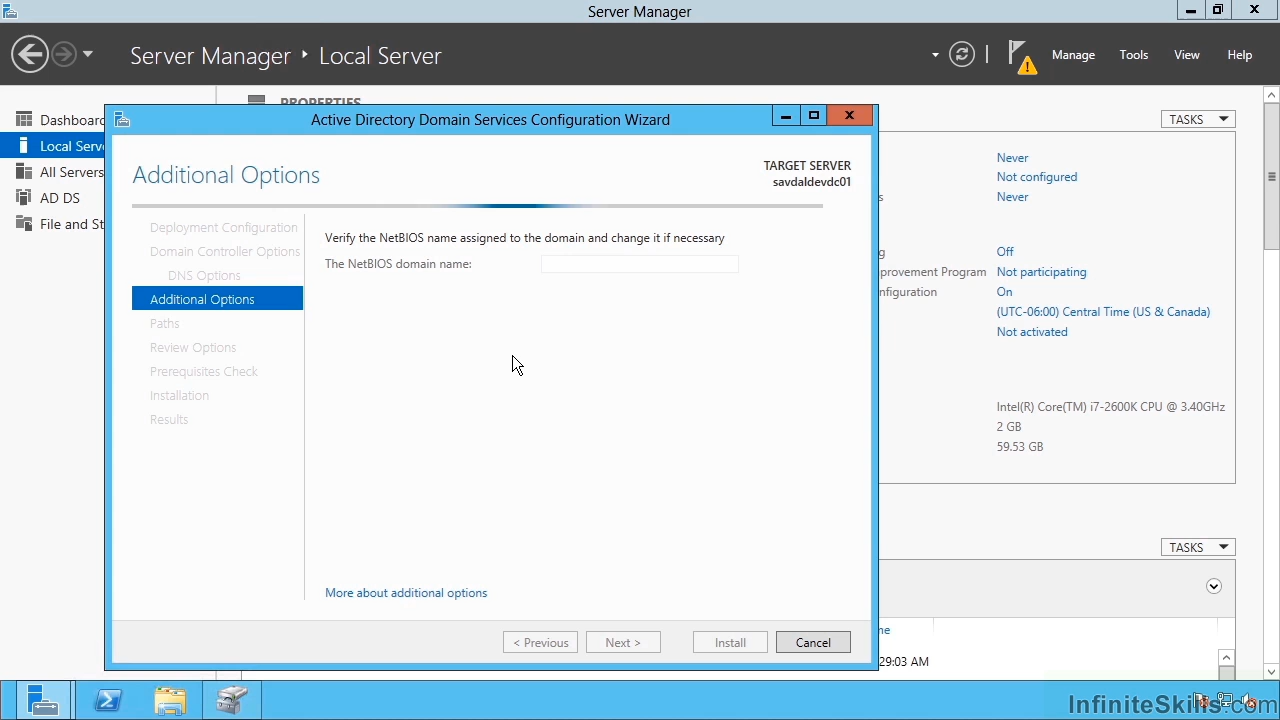 Server Manager
Server Manager ‣ Local Server
Manage Tools View Help
PROPERTIES
TASKS
Dashboard
Local Serve
All Servers
AD DS
File and St
Active Directory Domain Services Configuration Wizard
Additional Options
TARGET SERVER
savdaldevdc01
Deployment Configuration
Domain Controller Options
DNS Options
Additional Options
Paths
Review Options
Prerequisites Check
Installation
Results
Verify the NetBIOS name assigned to the domain and change it if necessary
The NetBIOS domain name:
More about additional options
< Previous
Next >
Install
Cancel
Never
Not configured
s Never
g Off
provement Program Not participating
nfiguration On
(UTC-06:00) Central Time (US & Canada)
Not activated
Intel(R) Core(TM) i7-2600K CPU @ 3.40GHz
2 GB
59.53 GB
TASKS
ne
29:03 AM
InfiniteSkills.com